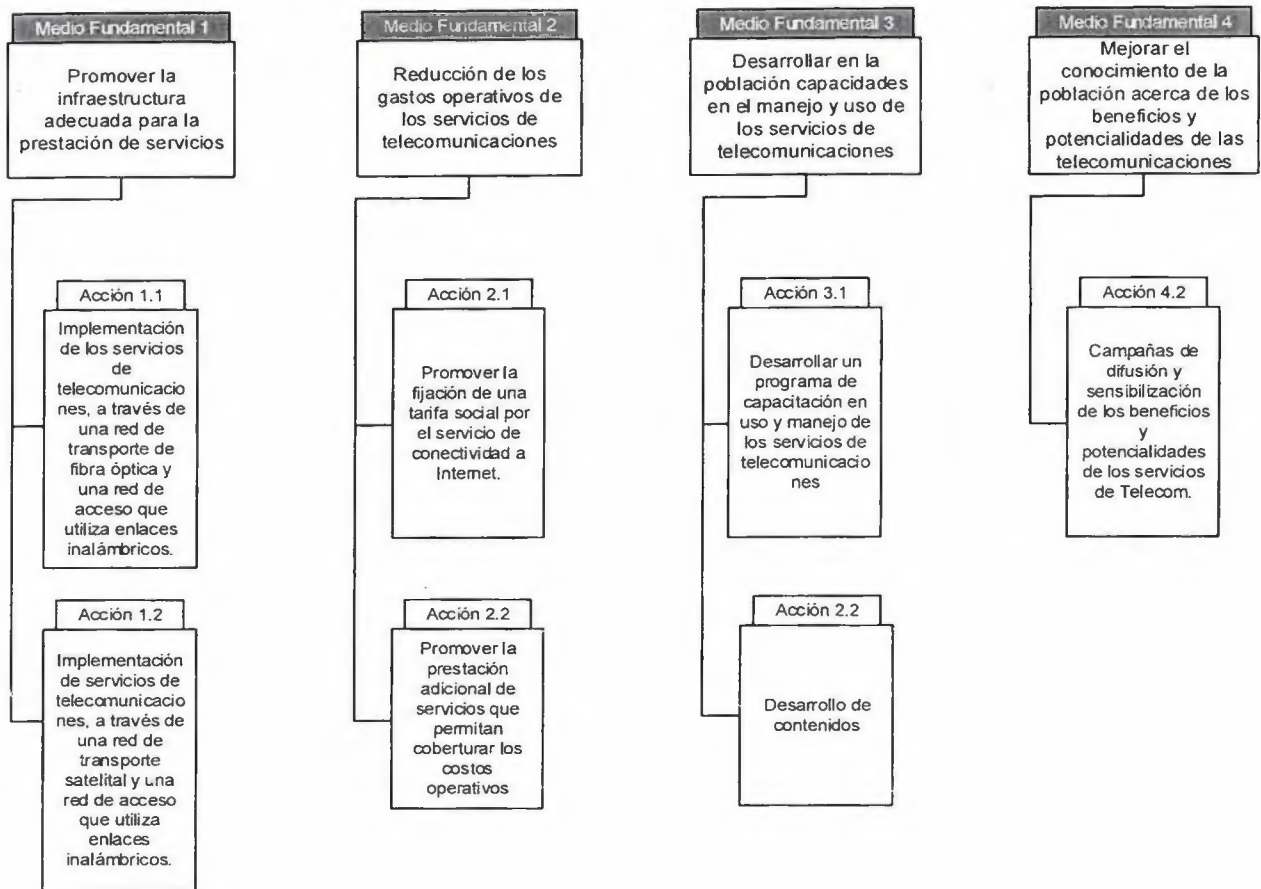 Medio Fundamental 1
Promover la
infraestructura
adecuada para la
prestación de servicios
Acción 1.1
Implementación
de los servicios
de
telecomunicacio
nes, a través de
una red de
transporte de
fibra óptica y
una red de
acceso que
utiliza enlaces
inalámbricos.
Acción 1.2
Implementación
de servicios de
telecomunicacio
nes, a través de
una red de
transporte
satelital y una
red de acceso
que utiliza
enlaces
inalámbricos.
Medio Fundamental 2
Reducción de los
gastos operativos de
los servicios de
telecomunicaciones
Acción 2.1
Promover la
fijación de una
tarifa social por
el servicio de
conectividad a
Internet.
Acción 2.2
Promover la
prestación
adicional de
servicios que
permitan
coberturar los
costos
operativos
Medio Fundamental 3
Desarrollar en la
población capacidades
en el manejo y uso de
los servicios de
telecomunicaciones
Acción 3.1
Desarrollar un
programa de
capacitación en
uso y manejo de
los servicios de
telecomunicacio
nes
Acción 2.2
Desarrollo de
contenidos
Medio Fundamental 4
Mejorar el
conocimiento de la
población acerca de los
beneficios y
potencialidades de las
telecomunicaciones
Acción 4.2
Campañas de
difusión y
sensibilización
de los beneficios
y
potencialidades
de los servicios
de Telecom.